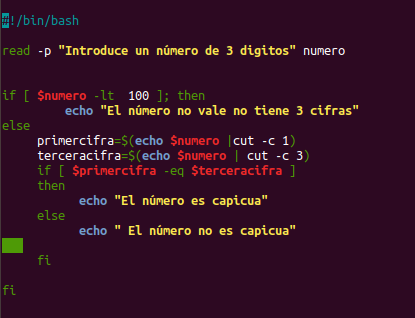 #!/bin/bash
read -p "Introduce un número de 3 digitos" numero
if [ $numero -lt  100 ]; then
echo "El número no vale no tiene 3 cifras"
else
primercifra=$(echo $numero |cut -c 1)
terceracifra=$(echo $numero | cut -c 3)
if [ $primercifra -eq $terceracifra ]
then
echo "El número es capicua"
else
echo " El número no es capicua"
fi
fi